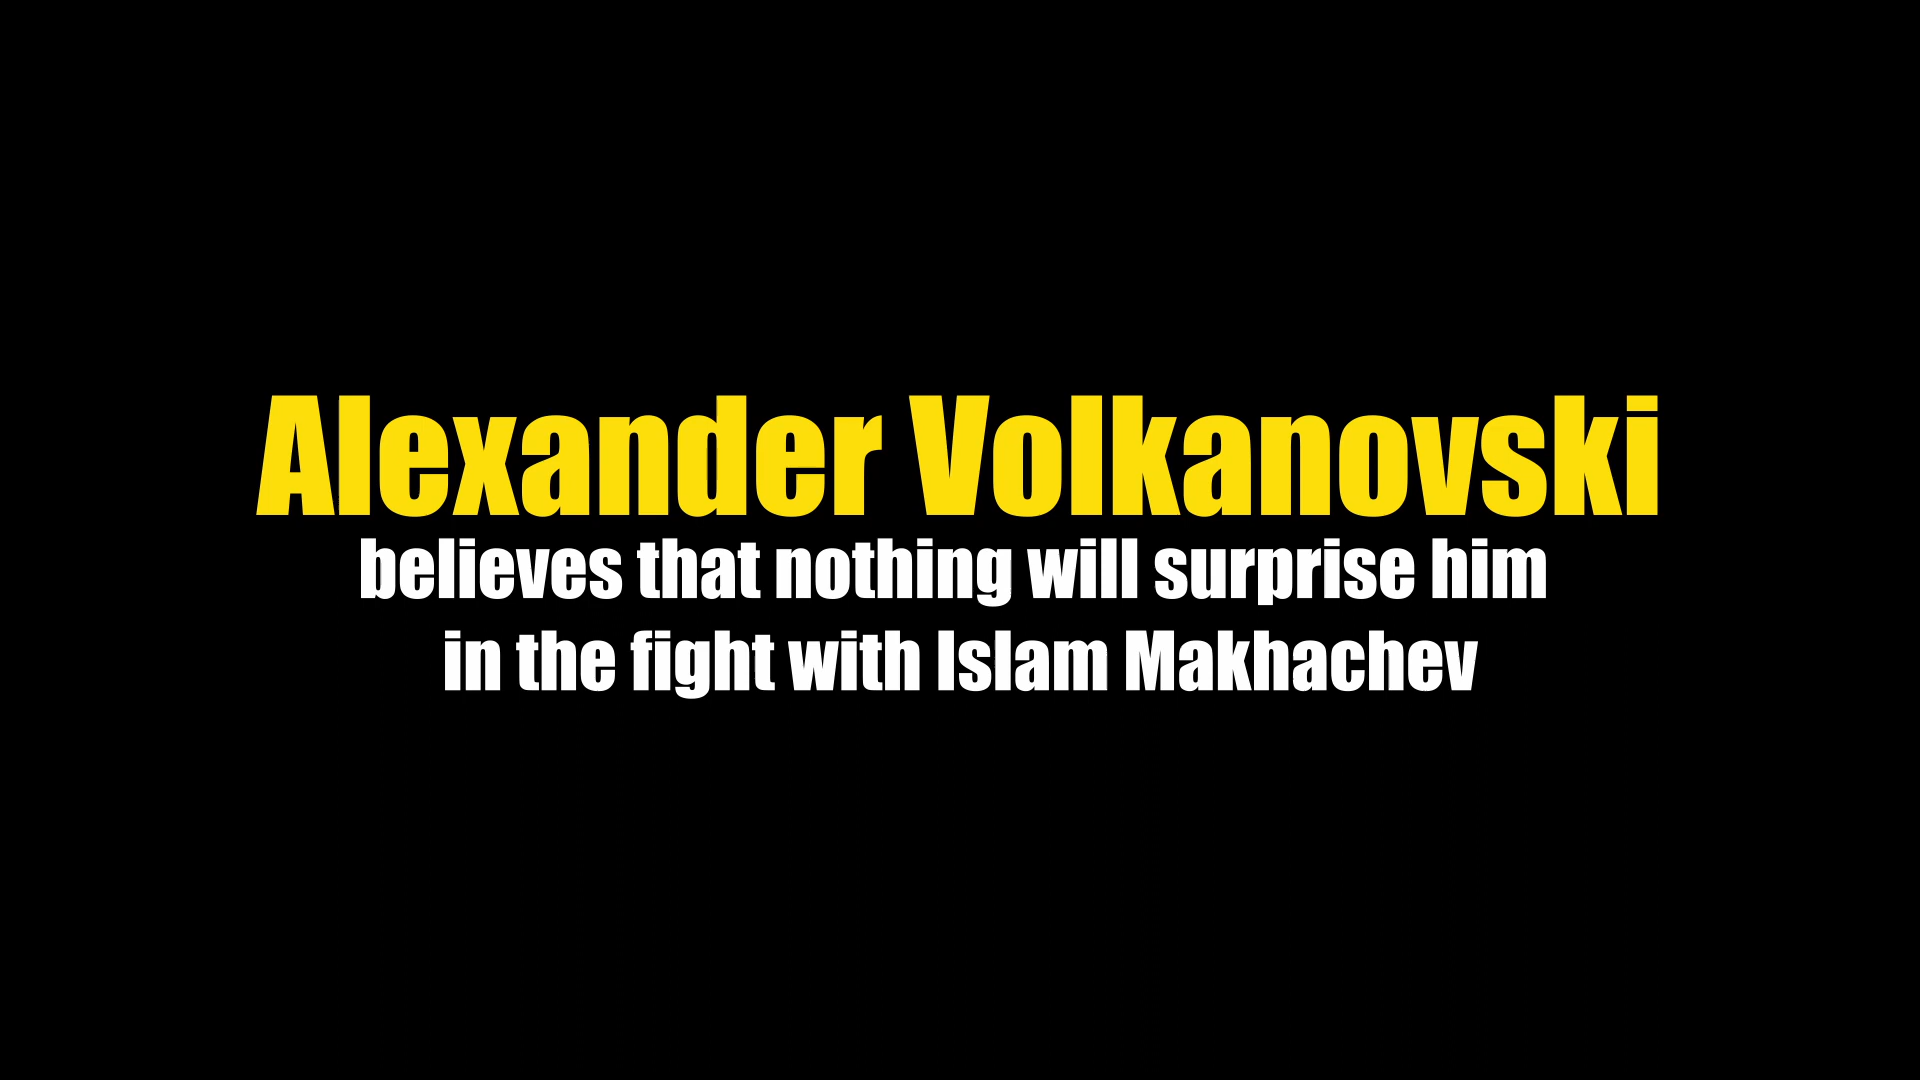 Alexander Volkanovski
believes that nothing will surprise him
in the fight with Islam Makhachev